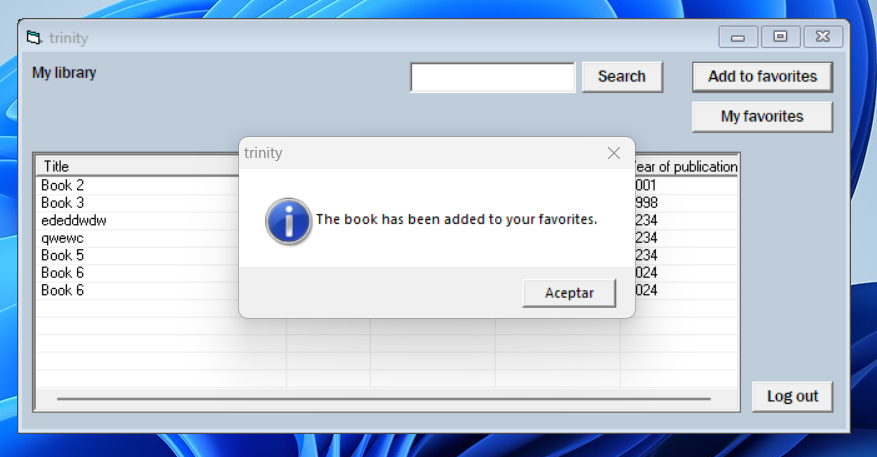 trinity
My library
Search
Add to favorites
My favorites
Title
ear of publication
Book 2
001
Book 3
998
ededdwdw
234
qwewc
234
Book 5
234
Book 6
024
Book 6
024
trinity
The book has been added to your favorites.
Aceptar
Log out